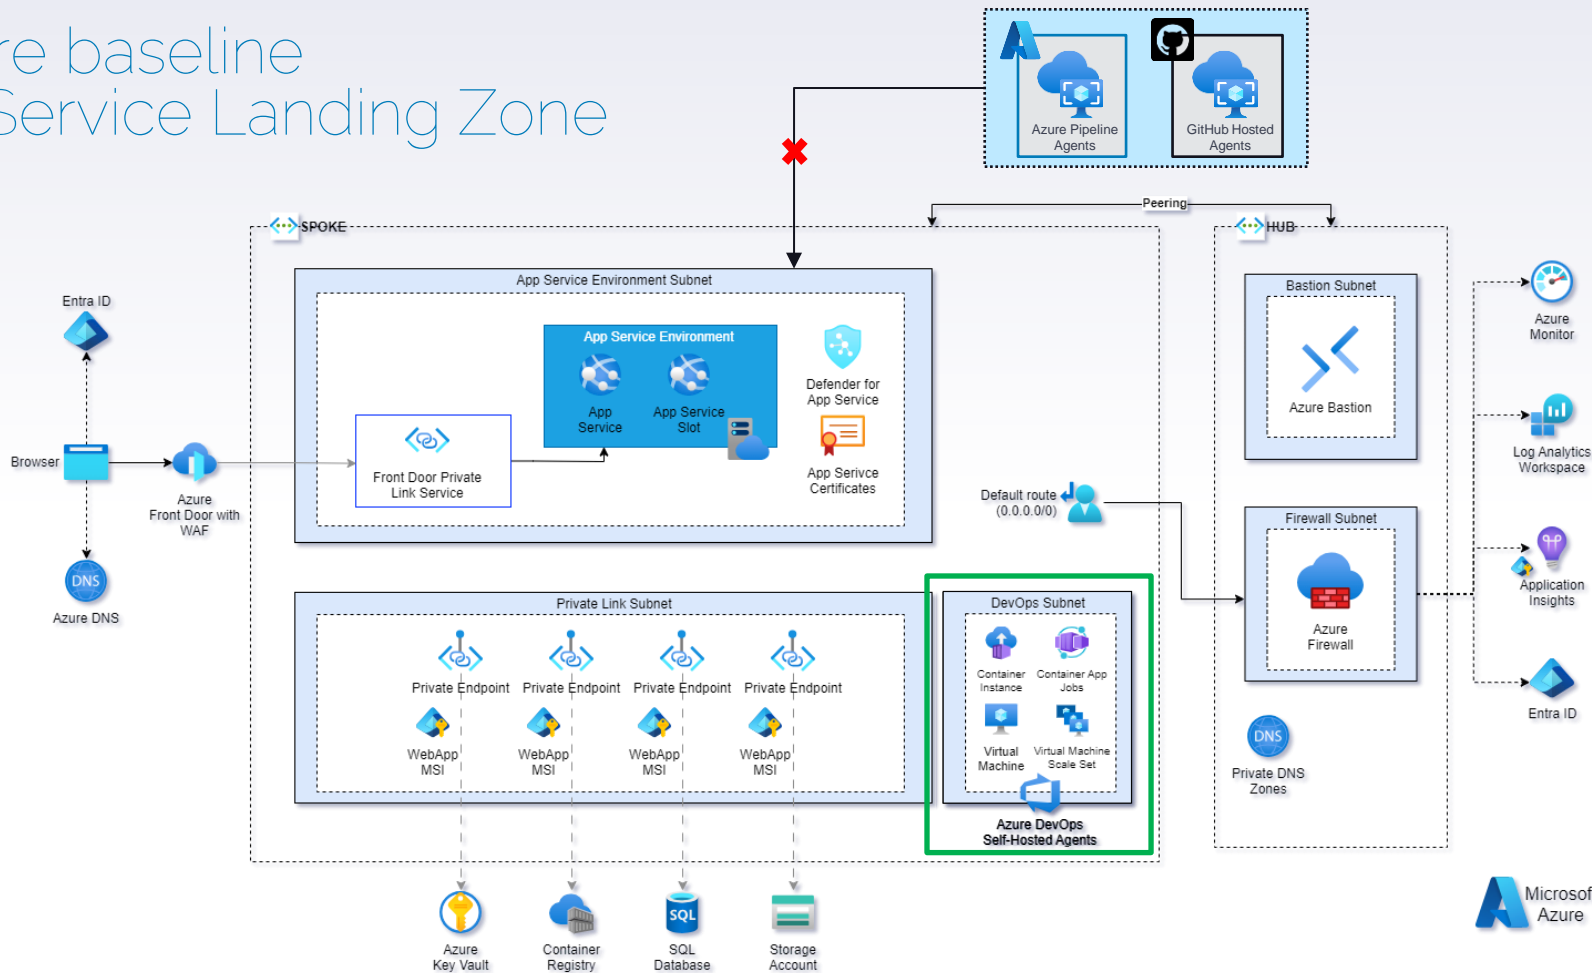 re baseline
Service Landing Zone
Azure Pipeline
Agents
GitHub Hosted
Agents
Peering
SPOKE
HUB
App Service Environment Subnet
App Service Environment
App
Service
App Service
Slot
Defender for
App Service
App Serivce
Certificates
Front Door Private
Link Service
Entra ID
Browser
Azure
Front Door with
WAF
DNS
Azure DNS
Default route
(0.0.0.0/0)
Bastion Subnet
Azure Bastion
Firewall Subnet
Azure
Firewall
DNS
Private DNS
Zones
Azure
Monitor
Log Analytics
Workspace
Application
Insights
Entra ID
Private Link Subnet
Private Endpoint
Private Endpoint
Private Endpoint
Private Endpoint
WebApp
MSI
WebApp
MSI
WebApp
MSI
WebApp
MSI
DevOps Subnet
Container
Instance
Container App
Jobs
Virtual
Machine
Virtual Machine
Scale Set
Azure DevOps
Self-Hosted Agents
Azure
Key Vault
Container
Registry
SQL
SQL
Database
Storage
Account
Microsof
Azure